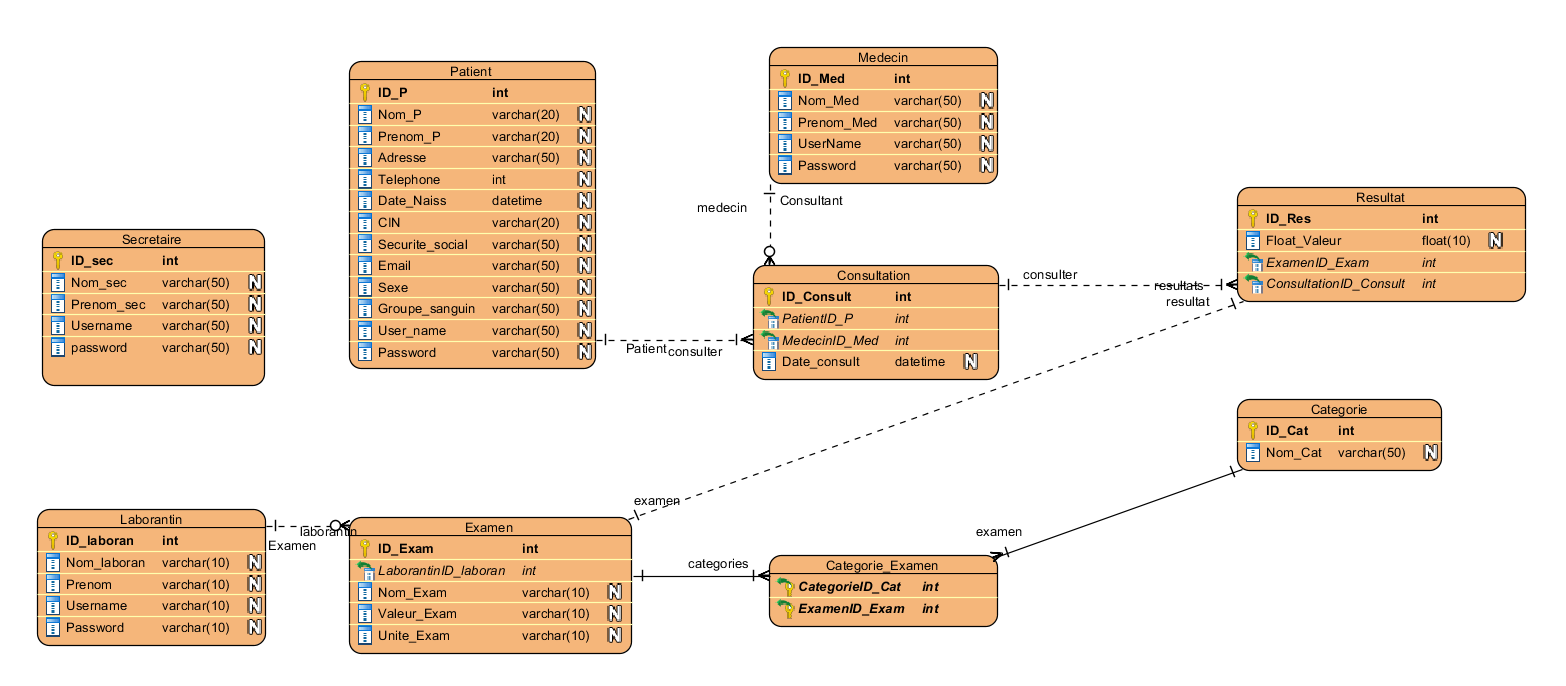 Patient
ID_P int
Nom_P varchar(20) N
Prenom_P varchar(20) N
Adresse varchar(50) N
Telephone int N
Date_Naiss datetime N
CIN varchar(20) N
Securite_social varchar(50) N
Email varchar(50) N
Sexe varchar(50) N
Groupe_sanguin varchar(50) N
User_name varchar(50) N
Password varchar(50) N
Medecin
ID_Med int
Nom_Med varchar(50) N
Prenom_Med varchar(50) N
UserName varchar(50) N
Password varchar(50) N
Consultant
medecin
Resultat
ID_Res int
Float_Valeur float(10) N
ExamenID_Exam int
ConsultationID_Consult int
Secretaire
ID_sec int
Nom_sec varchar(50) N
Prenom_sec varchar(50) N
Username varchar(50) N
password varchar(50) N
Consultation
ID_Consult int
PatientID_P int
MedecinID_Med int
Date_consult datetime N
consulter
resultats
resultat
Patient
consulter
Categorie
ID_Cat int
Nom_Cat varchar(50) N
examen
Laborantin
ID_laboran int
Nom_laboran varchar(10) N
Prenom varchar(10) N
Username varchar(10) N
Password varchar(10) N
laborantin
Examen
Examen
ID_Exam int
LaborantinID_laboran int
Nom_Exam varchar(10) N
Valeur_Exam varchar(10) N
Unite_Exam varchar(10) N
categories
examen
Categorie_Examen
CategorieID_Cat int
ExamenID_Exam int